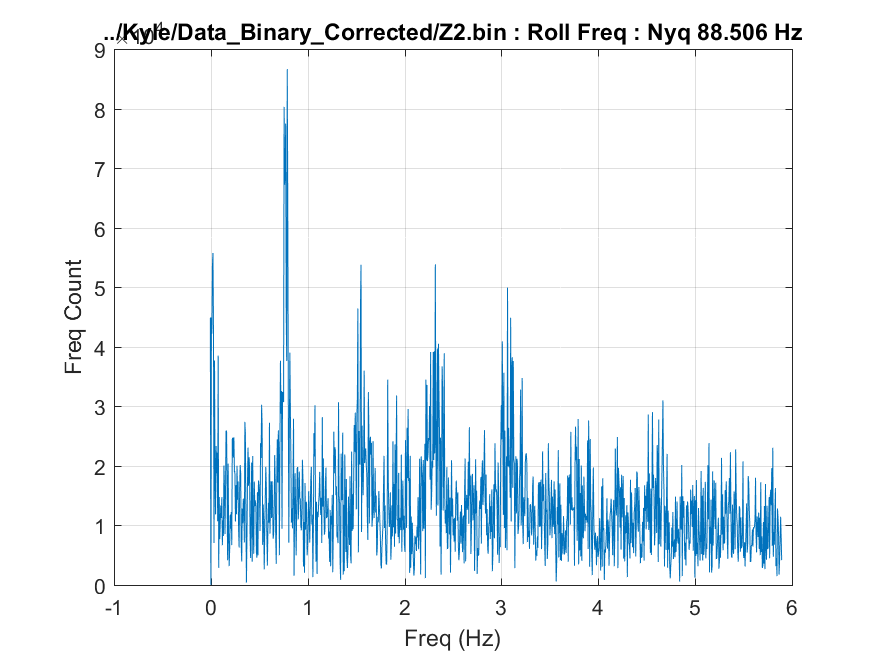 ../Kyle/Data_Binary_Corrected/Z2.bin : Roll Freq : Nyq 88.506 Hz
×10⁴
9
8
7
6
5
4
3
2
1
0
Freq Count
-1 0 1 2 3 4 5 6
Freq (Hz)